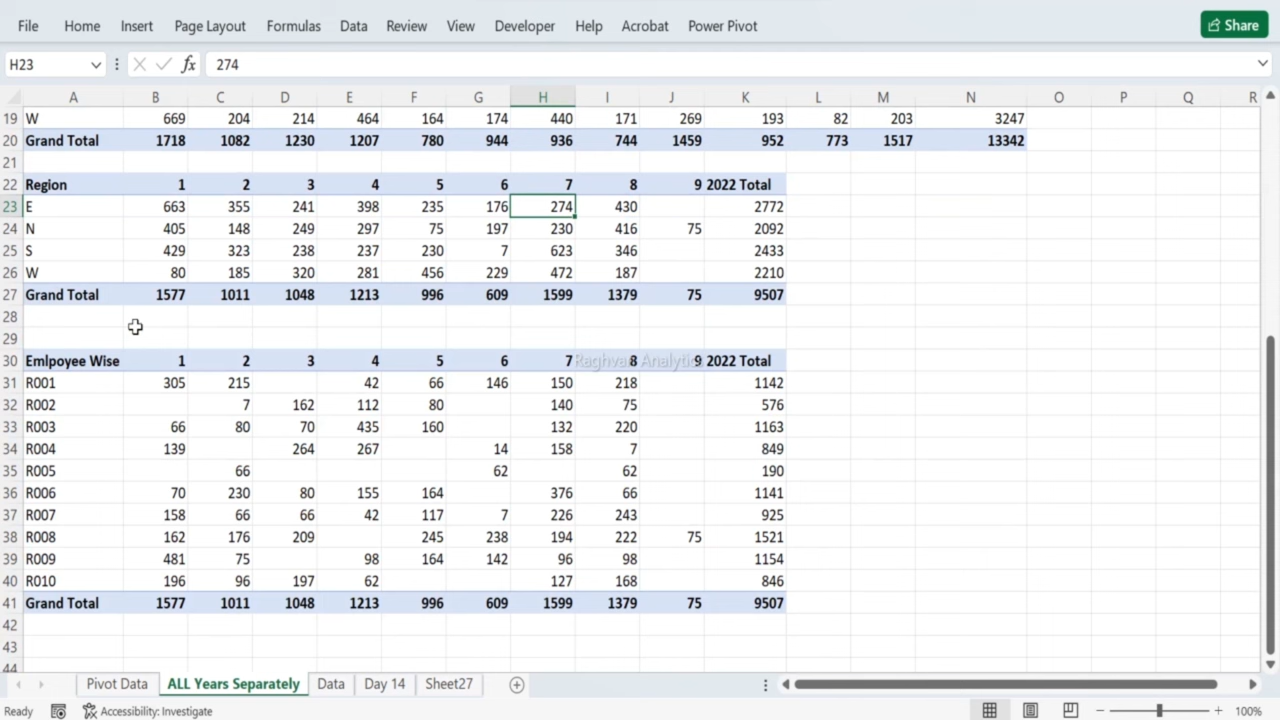 File Home Insert Page Layout Formulas Data Review View Developer Help Acrobat Power Pivot Share
H23 fx 274
A B C D E F G H I J K L M N O P Q R
19 W 669 204 214 464 164 174 440 171 269 193 82 203 3247
20 Grand Total 1718 1082 1230 1207 780 944 936 744 1459 952 773 1517 13342
21
22 Region 1 2 3 4 5 6 7 8 9 2022 Total
23 E 663 355 241 398 235 176 274 430 2772
24 N 405 148 249 297 75 197 230 416 75 2092
25 S 429 323 238 237 230 7 623 346 2433
26 W 80 185 320 281 456 229 472 187 2210
27 Grand Total 1577 1011 1048 1213 996 609 1599 1379 75 9507
28
29
30 Emlpoyee Wise 1 2 3 4 5 6 7 8 9 2022 Total
Raghvan Analytics
31 R001 305 215 42 66 146 150 218 1142
32 R002 7 162 112 80 140 75 576
33 R003 66 80 70 435 160 132 220 1163
34 R004 139 264 267 14 158 7 849
35 R005 66 62 62 190
36 R006 70 230 80 155 164 376 66 1141
37 R007 158 66 66 42 117 7 226 243 925
38 R008 162 176 209 245 238 194 222 75 1521
39 R009 481 75 98 164 142 96 98 1154
40 R010 196 96 197 62 127 168 846
41 Grand Total 1577 1011 1048 1213 996 609 1599 1379 75 9507
42
43
44
Pivot Data ALL Years Separately Data Day 14 Sheet27
Ready Accessibility: Investigate 100%